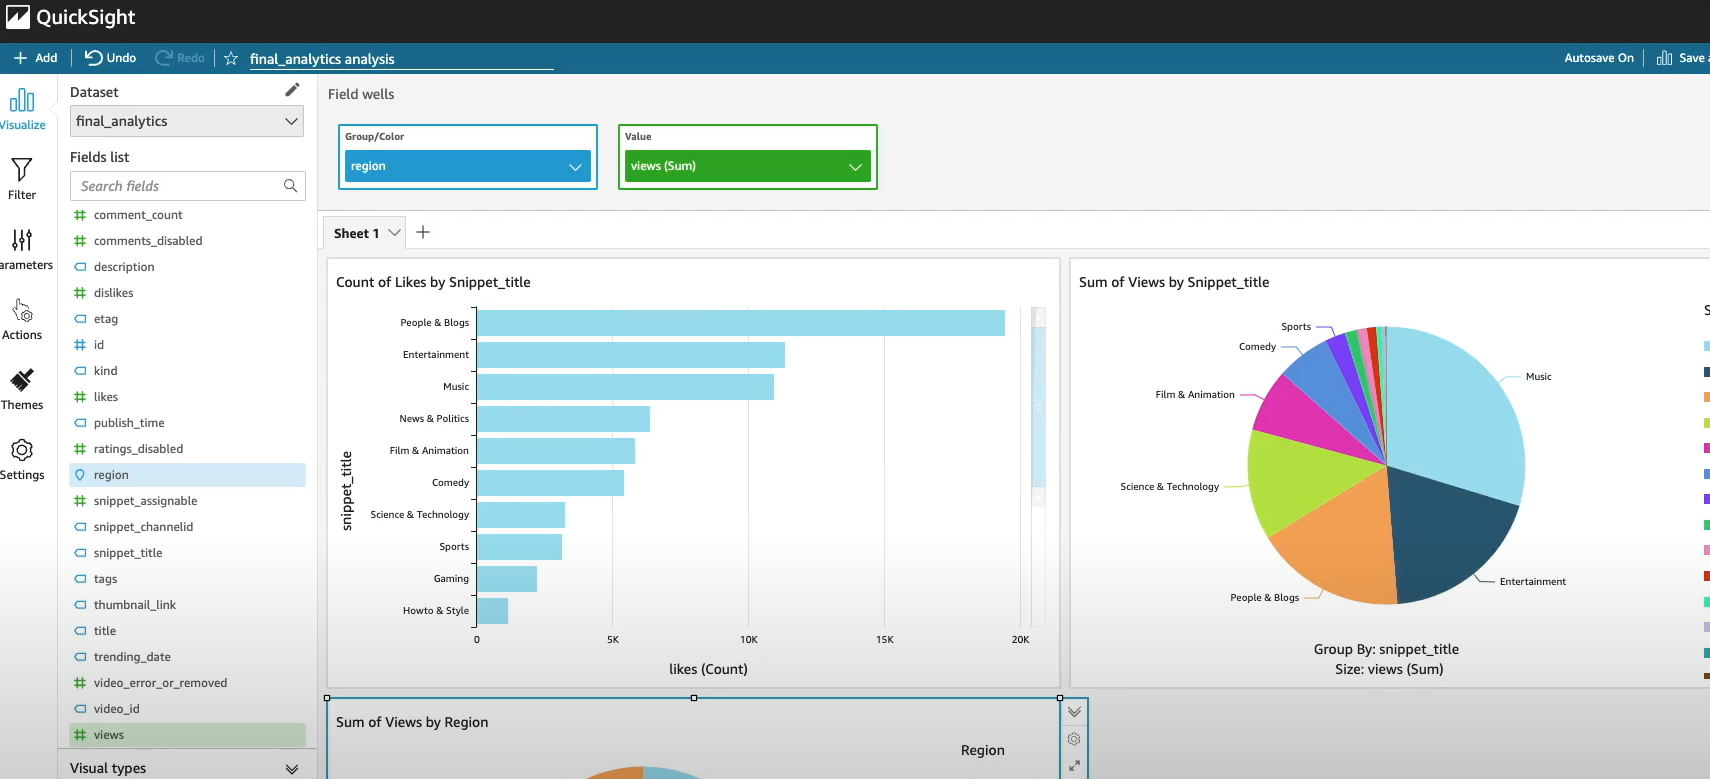 QuickSight
Add
Undo
Redo
final_analytics analysis
Autosave On
Save a
Visualize
Filter
arameters
Actions
Themes
Settings
Dataset
final_analytics
Fields list
Search fields
comment_count
comments_disabled
description
dislikes
etag
id
kind
likes
publish_time
ratings_disabled
region
snippet_assignable
snippet_channelid
snippet_title
tags
thumbnail_link
title
trending_date
video_error_or_removed
video_id
views
Visual types
Field wells
Group/Color
region
Value
views (Sum)
Sheet 1
Count of Likes by Snippet_title
snippet_title
People & Blogs
Entertainment
Music
News & Politics
Film & Animation
Comedy
Science & Technology
Sports
Gaming
Howto & Style
0
5K
10K
15K
20K
likes (Count)
Sum of Views by Snippet_title
S
Sports
Comedy
Film & Animation
Science & Technology
People & Blogs
Music
Entertainment
Group By: snippet_title
Size: views (Sum)
Sum of Views by Region
Region